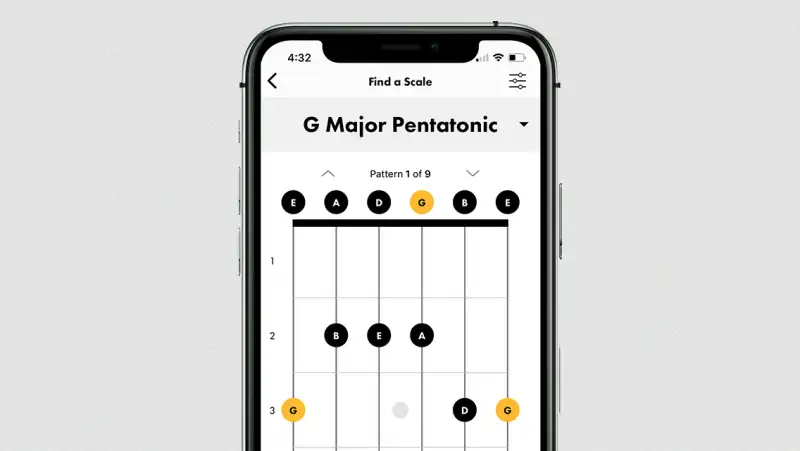 4:32
Find a Scale
G Major Pentatonic
Pattern 1 of 9
E A D G B E
1
2 B E A
3 G D G